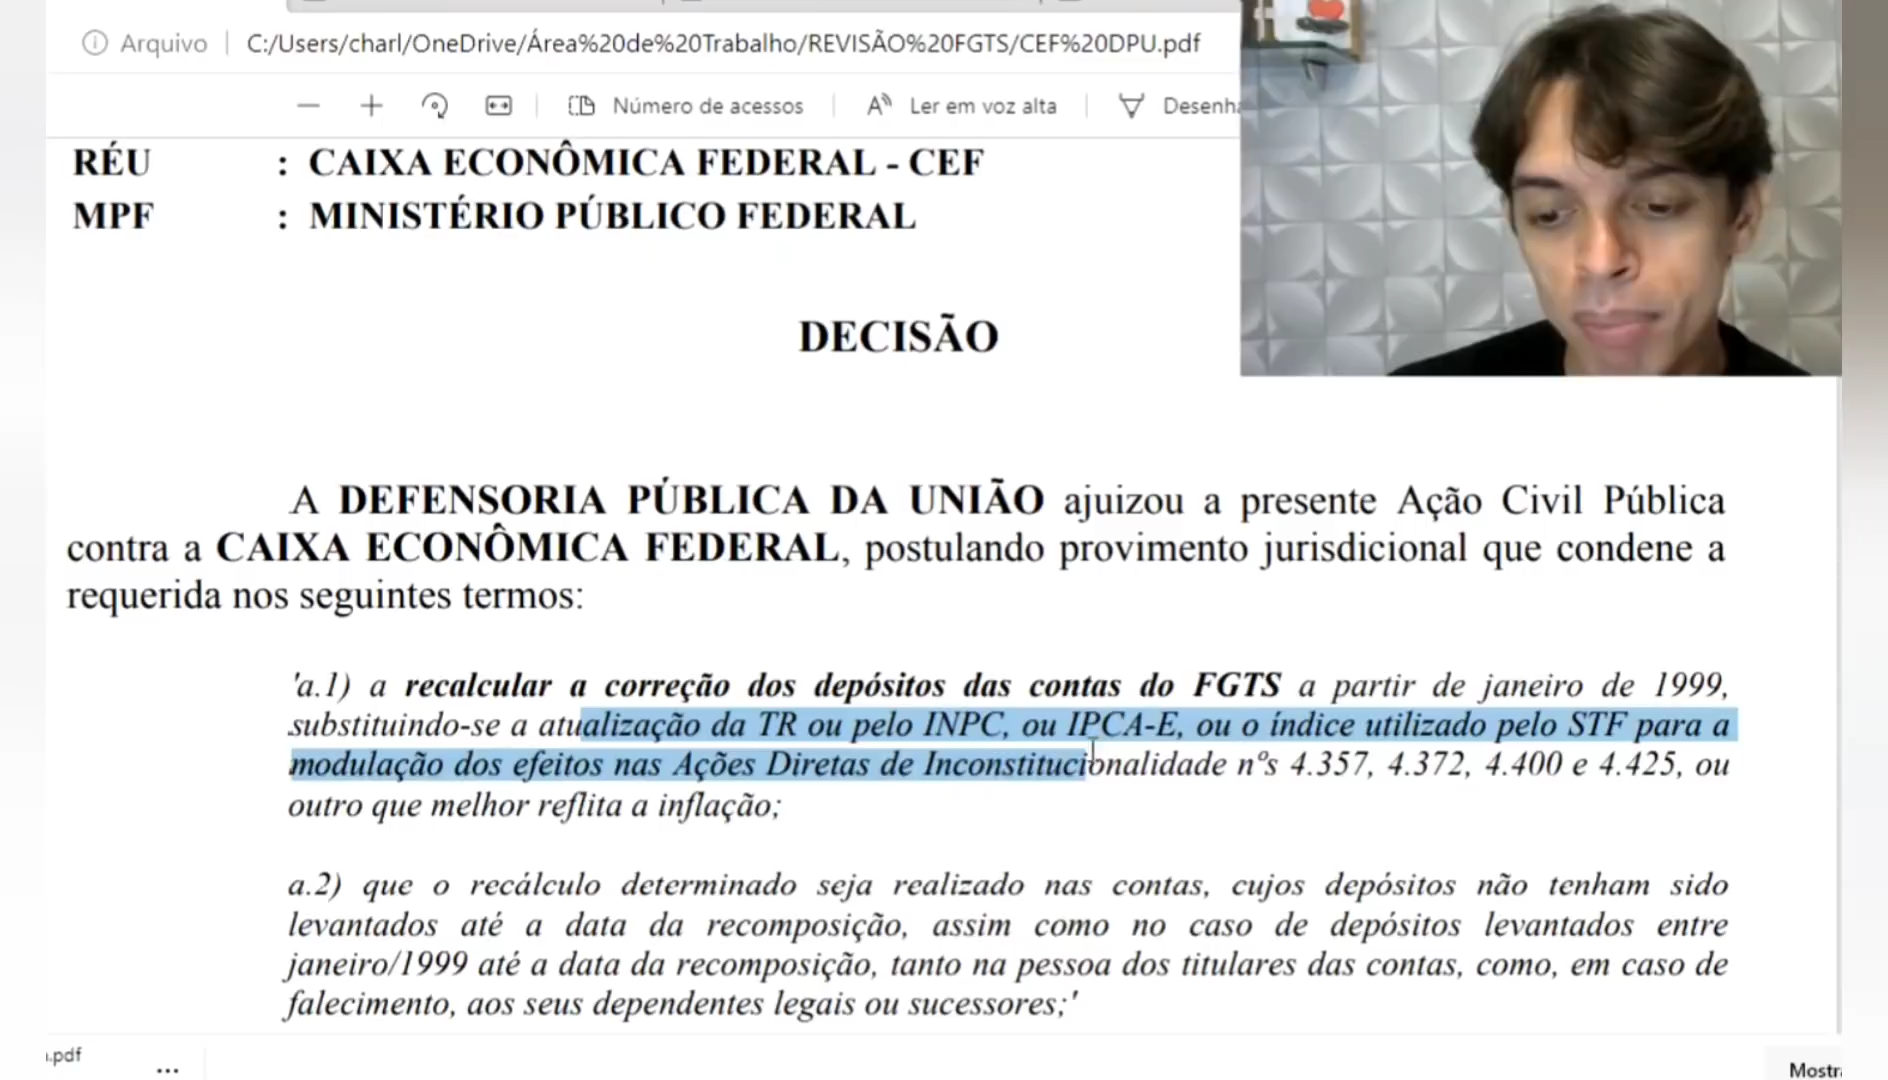 Arquivo | C:/Users/charl/OneDrive/Área%20de%20Trabalho/REVISÃO%20FGTS/CEF%20DPU.pdf
Número de acessos | Ler em voz alta | Desenha
RÉU : CAIXA ECONÔMICA FEDERAL - CEF
MPF : MINISTÉRIO PÚBLICO FEDERAL
DECISÃO
A DEFENSORIA PÚBLICA DA UNIÃO ajuizou a presente Ação Civil Pública
contra a CAIXA ECONÔMICA FEDERAL, postulando provimento jurisdicional que condene a
requerida nos seguintes termos:
'a.1) a recalcular a correção dos depósitos das contas do FGTS a partir de janeiro de 1999,
substituindo-se a atualização da TR ou pelo INPC, ou IPCA-E, ou o índice utilizado pelo STF para a
modulação dos efeitos nas Ações Diretas de Inconstitucionalidade nºs 4.357, 4.372, 4.400 e 4.425, ou
outro que melhor reflita a inflação;
a.2) que o recálculo determinado seja realizado nas contas, cujos depósitos não tenham sido
levantados até a data da recomposição, assim como no caso de depósitos levantados entre
janeiro/1999 até a data da recomposição, tanto na pessoa dos titulares das contas, como, em caso de
falecimento, aos seus dependentes legais ou sucessores;'
.pdf
...
Mostra